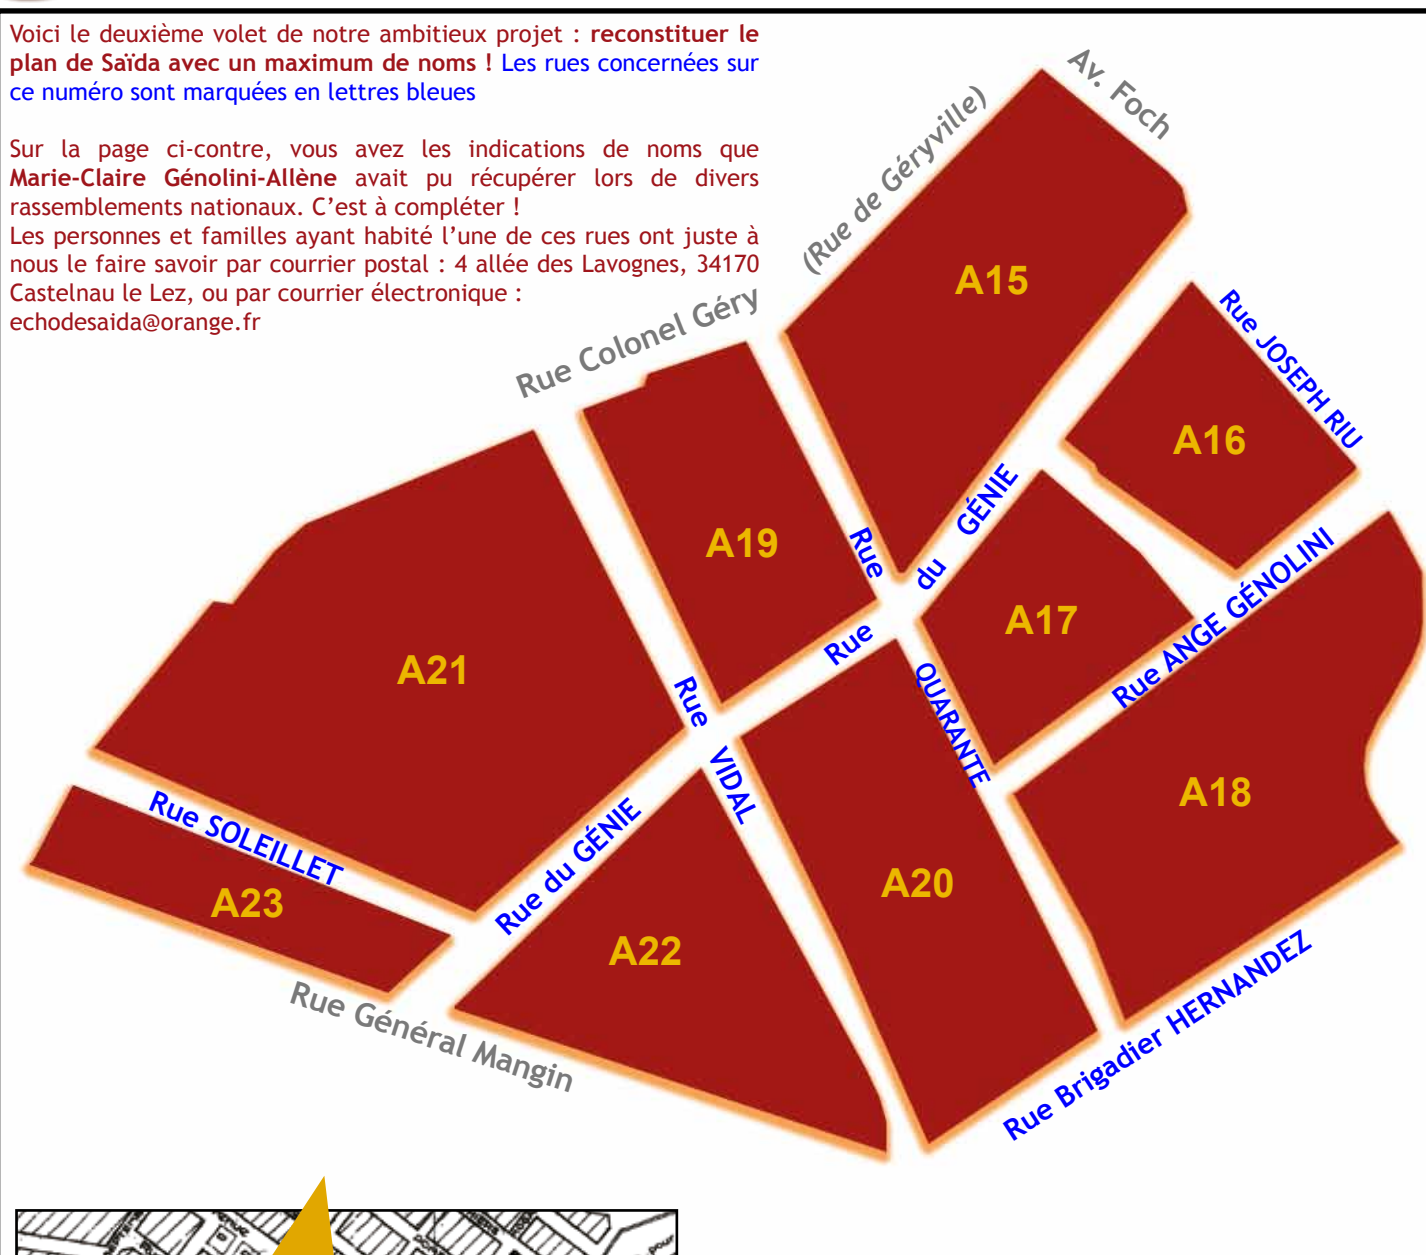 Voici le deuxième volet de notre ambitieux projet : reconstituer le
plan de Saïda avec un maximum de noms ! Les rues concernées sur
ce numéro sont marquées en lettres bleues
Sur la page ci-contre, vous avez les indications de noms que
Marie-Claire Génolini-Allène avait pu récupérer lors de divers
rassemblements nationaux. C'est à compléter !
Les personnes et familles ayant habité l'une de ces rues ont juste à
nous le faire savoir par courrier postal : 4 allée des Lavognes, 34170
Castelnau le Lez, ou par courrier électronique :
echodesaida@orange.fr
Av. Foch
(Rue de Géryville)
A15
Rue Colonel Géry
Rue JOSEPH RIU
A16
A19
Rue QUARANTE
Rue du GÉNIE
A17
Rue ANGE GÉNOLINI
A21
Rue VIDAL
A18
Rue SOLEILLET
Rue du GÉNIE
A20
A23
A22
Rue Brigadier HERNANDEZ
Rue Général Mangin